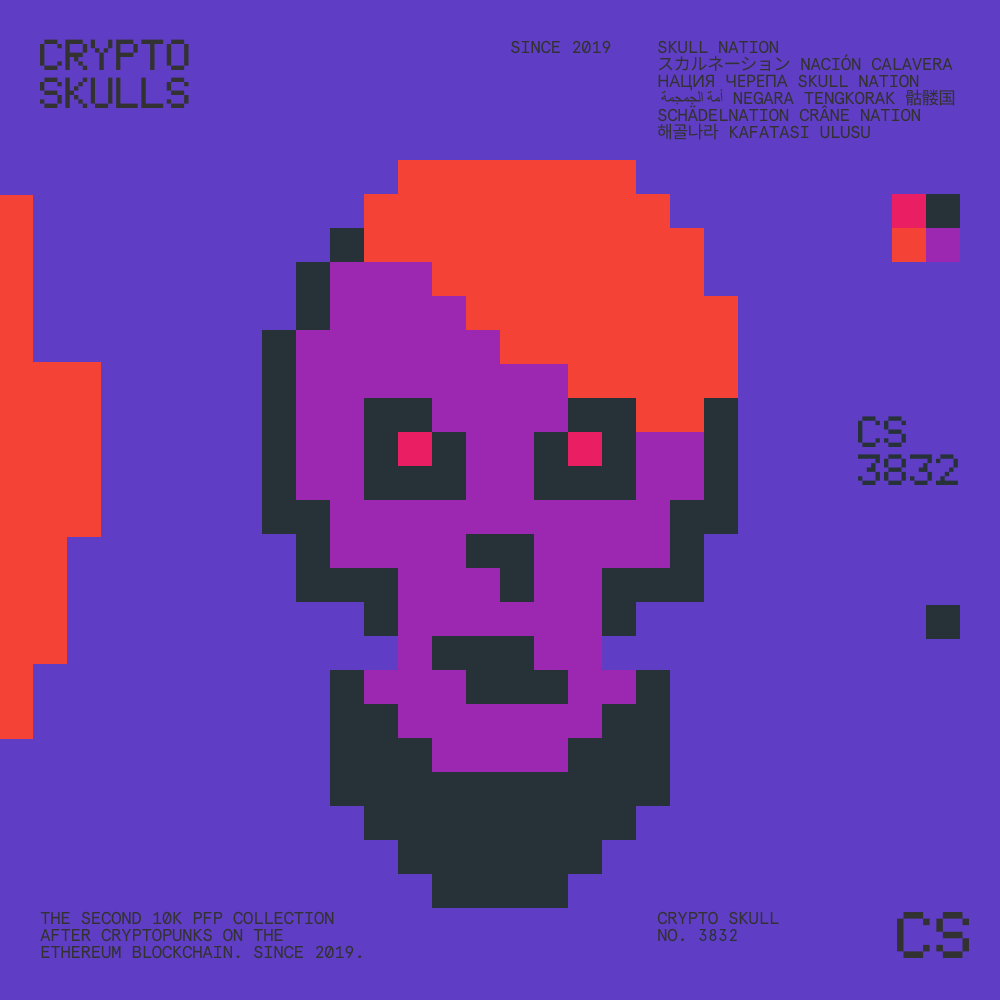 CRYPTO
SKULLS
SINCE 2019
SKULL NATION
スカルネーション NACIÓN CALAVERA
НАЦИЯ ЧЕРЕПА SKULL NATION
أمة الجمجمة NEGARA TENGKORAK 骷髅国
SCHÄDELNATION CRÂNE NATION
해골나라 KAFATASI ULUSU
CS
3832
THE SECOND 10K PFP COLLECTION
AFTER CRYPTOPUNKS ON THE
ETHEREUM BLOCKCHAIN. SINCE 2019.
CRYPTO SKULL
NO. 3832
CS